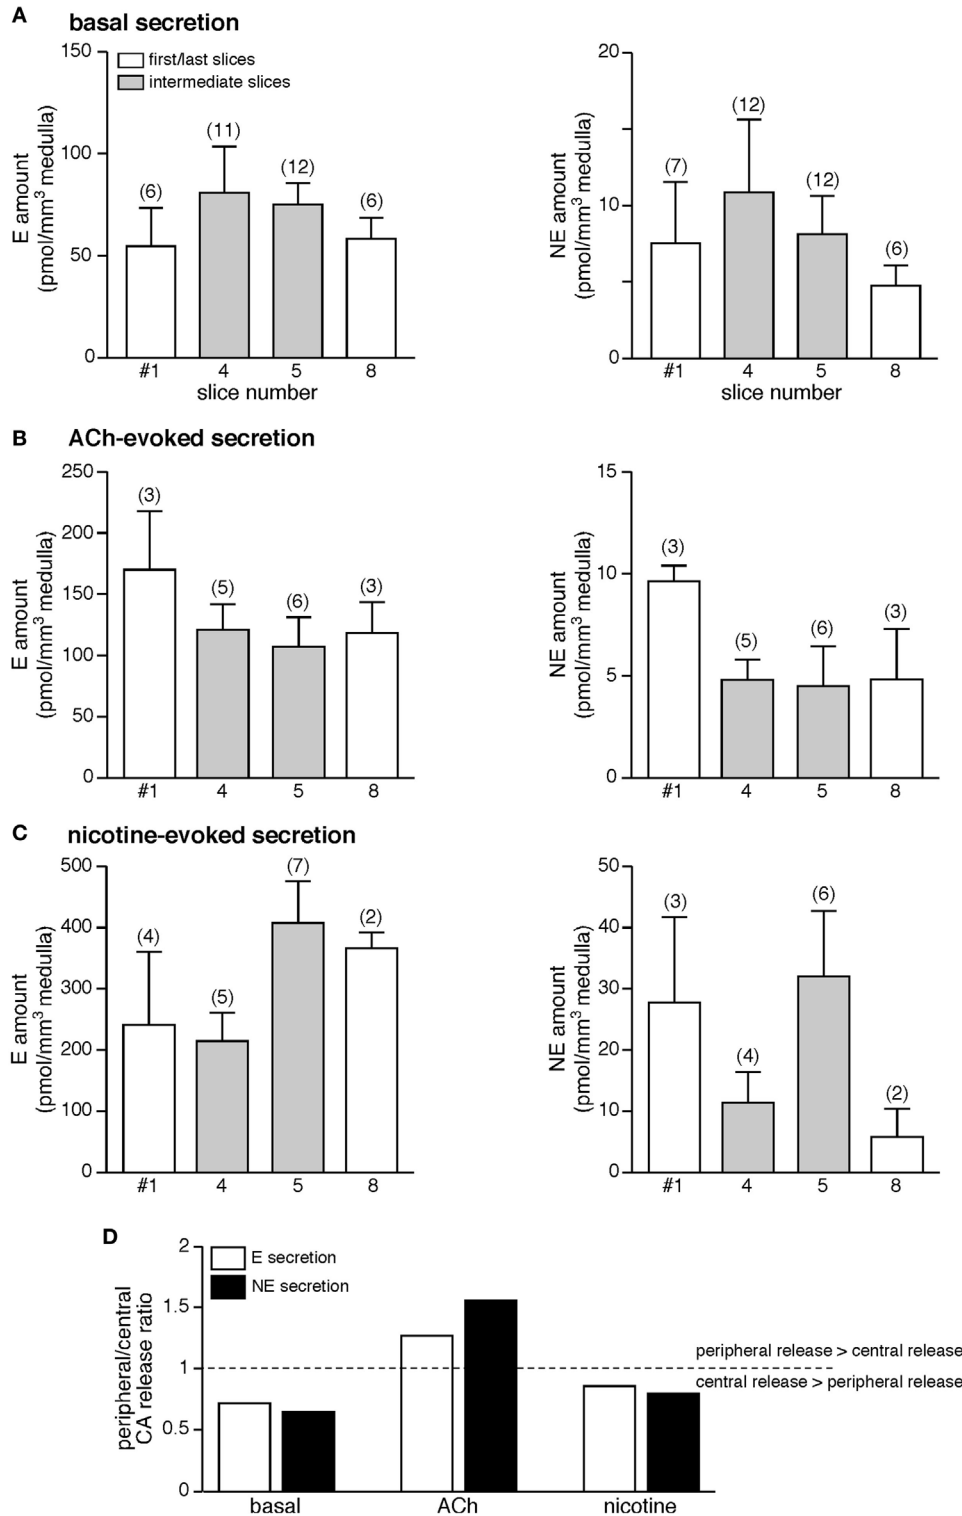 A
basal secretion
150
100
50
0
E amount
(pmol/mm³ medulla)
first/last slices
intermediate slices
(6)
(11)
(12)
(6)
#1
4
5
8
slice number
20
10
0
NE amount
(pmol/mm³ medulla)
(7)
(12)
(12)
(6)
#1
4
5
8
slice number
B
ACh-evoked secretion
250
200
150
100
50
0
E amount
(pmol/mm³ medulla)
(3)
(5)
(6)
(3)
#1
4
5
8
15
10
5
0
NE amount
(pmol/mm³ medulla)
(3)
(5)
(6)
(3)
#1
4
5
8
C
nicotine-evoked secretion
500
400
300
200
100
0
E amount
(pmol/mm³ medulla)
(4)
(5)
(7)
(2)
#1
4
5
8
50
40
30
20
10
0
NE amount
(pmol/mm³ medulla)
(3)
(4)
(6)
(2)
#1
4
5
8
D
2
1.5
1
0.5
0
peripheral/central
CA release ratio
E secretion
NE secretion
peripheral release > central release
central release > peripheral release
basal
ACh
nicotine